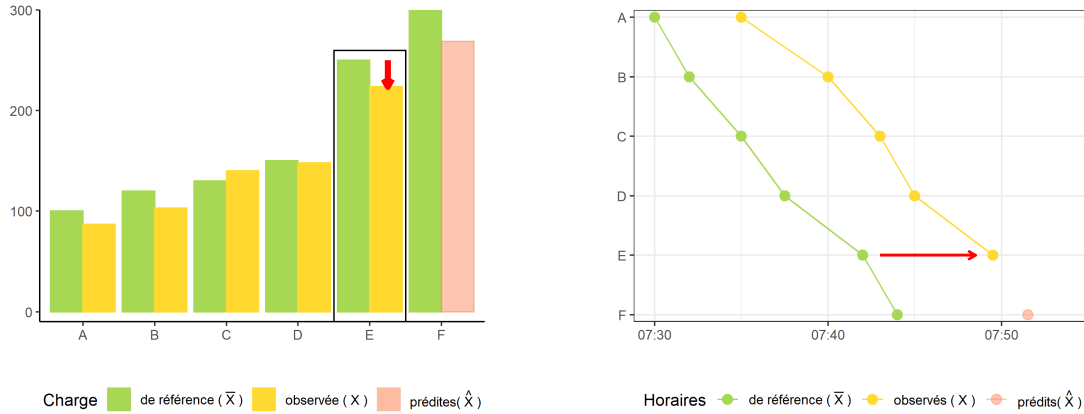 300
200
100
0
A B C D E F
Charge de référence ( X̅ ) observée ( X ) prédites( X̂ )
A
B
C
D
E
F
07:30 07:40 07:50
Horaires de référence ( X̅ ) observés ( X ) prédits( X̂ )